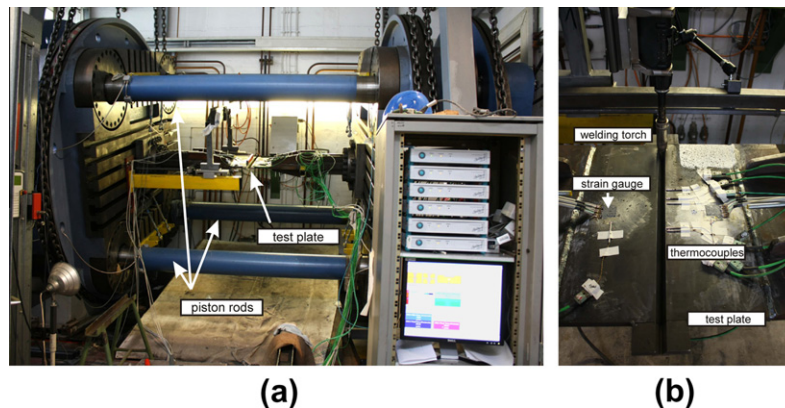 test plate
piston rods
(a)
welding torch
strain gauge
thermocouples
test plate
(b)